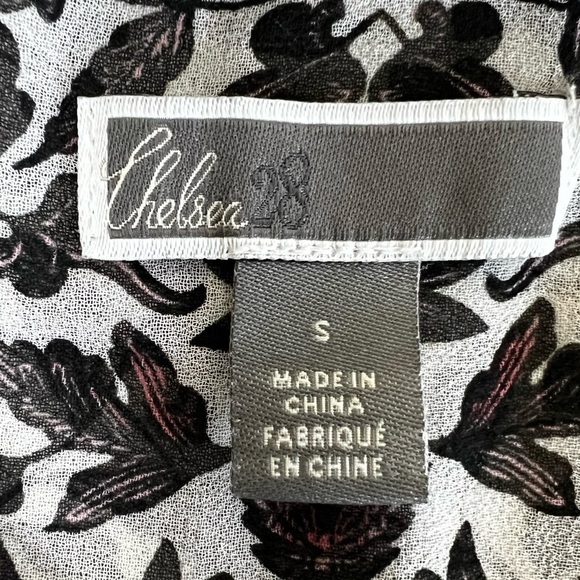 Chelsea28
S
MADE IN
CHINA
FABRIQUÉ
EN CHINE